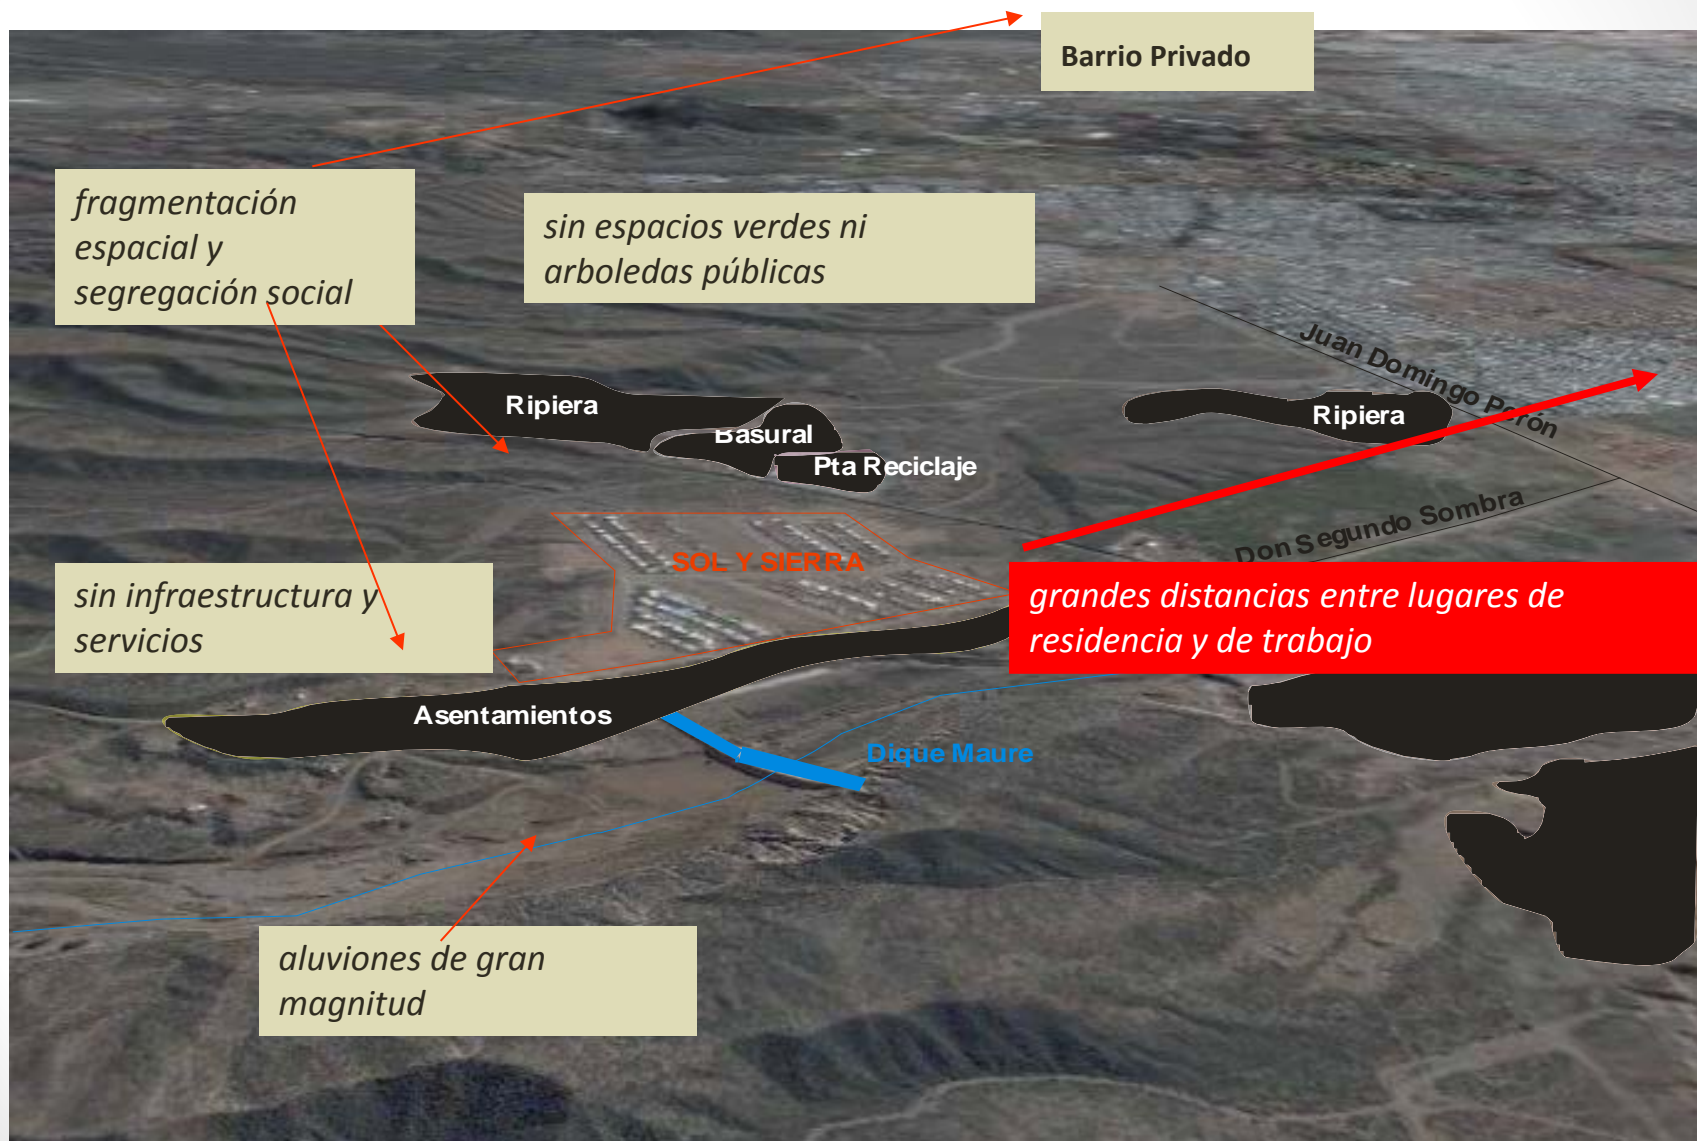 Barrio Privado
fragmentación
espacial y
segregación social
sin espacios verdes ni
arboledas públicas
Juan Domingo Perón
Ripiera
Ripiera
Basural
Pta Reciclaje
Don Segundo Sombra
SOL Y SIERRA
sin infraestructura y
servicios
grandes distancias entre lugares de
residencia y de trabajo
Asentamientos
Dique Maure
aluviones de gran
magnitud